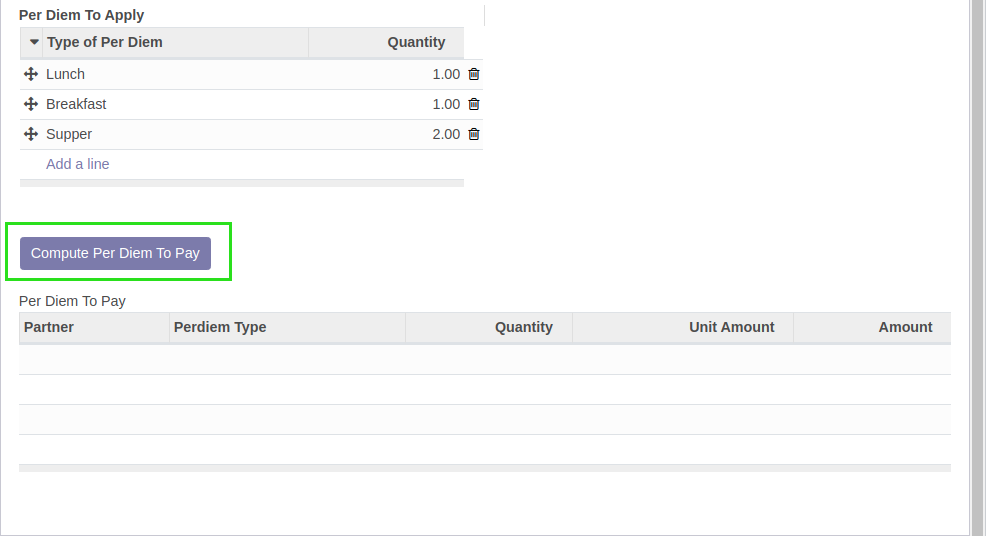 Per Diem To Apply
Type of Per Diem Quantity
Lunch 1.00
Breakfast 1.00
Supper 2.00
Add a line
Compute Per Diem To Pay
Per Diem To Pay
Partner Perdiem Type Quantity Unit Amount Amount